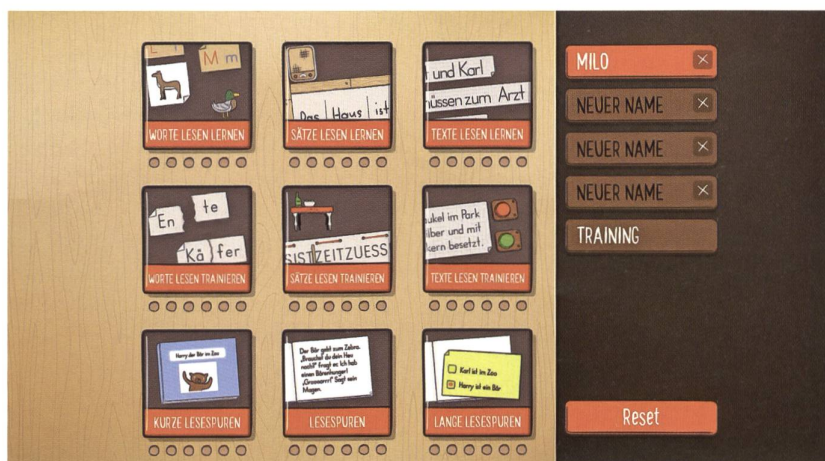 L I
M m
WORTE LESEN LERNEN
Das Haus ist
SÄTZE LESEN LERNEN
und Karl
müssen zum Arzt
TEXTE LESEN LERNEN
En te
Kä fer
WORTE LESEN TRAINIEREN
SISTZEITZUESS
SÄTZE LESEN TRAINIEREN
aukel im Park
lber und mit
kern besetzt.
TEXTE LESEN TRAINIEREN
Harry der Bär im Zoo
KURZE LESESPUREN
Der Bär geht zum Zebra.
„Brauchst du dein Heu
noch?" fragt er. Ich hab
einen Bärenhunger!
„Grooaarrr!" Sagt sein
Magen.
LESESPUREN
Karl ist im Zoo
Harry ist ein Bär
LANGE LESESPUREN
MILO
NEUER NAME
NEUER NAME
NEUER NAME
TRAINING
Reset